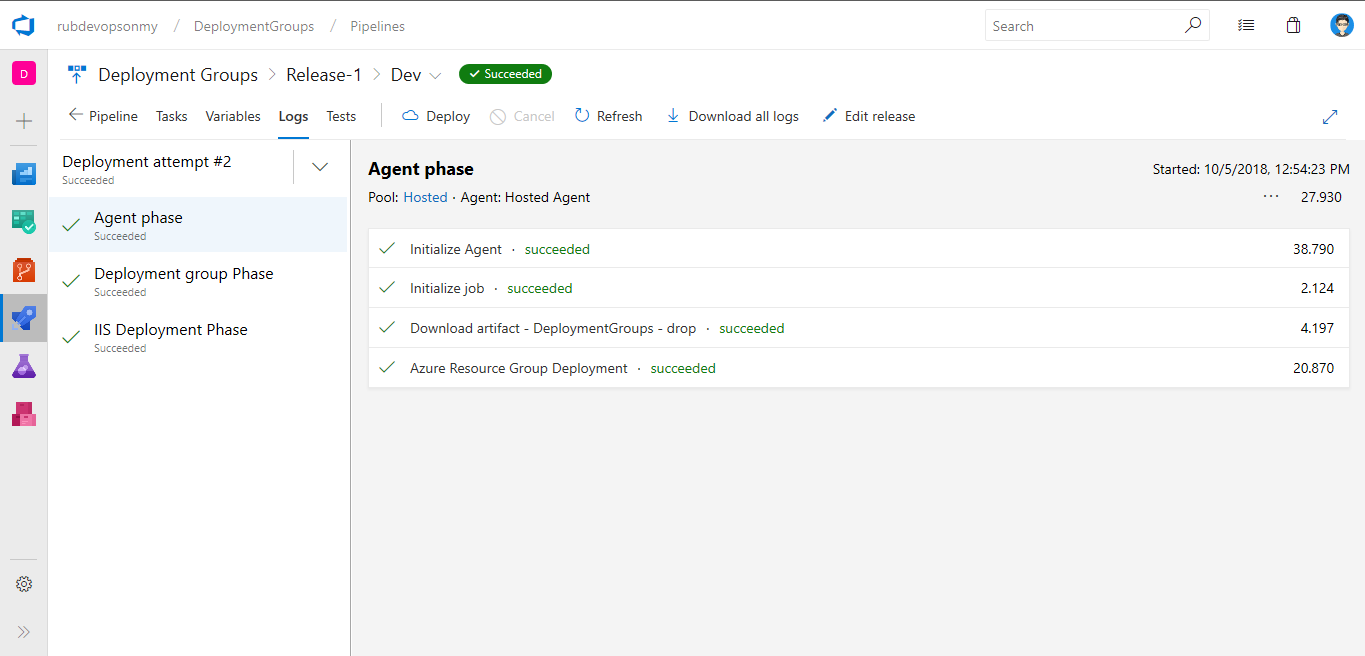 rubdevopsonmy / DeploymentGroups / Pipelines
Search
D
Deployment Groups > Release-1 > Dev
Succeeded
Pipeline Tasks Variables Logs Tests Deploy Cancel Refresh Download all logs Edit release
Deployment attempt #2
Succeeded
Agent phase
Succeeded
Deployment group Phase
Succeeded
IIS Deployment Phase
Succeeded
Agent phase
Started: 10/5/2018, 12:54:23 PM
Pool: Hosted · Agent: Hosted Agent
··· 27.930
Initialize Agent · succeeded 38.790
Initialize job · succeeded 2.124
Download artifact - DeploymentGroups - drop · succeeded 4.197
Azure Resource Group Deployment · succeeded 20.870